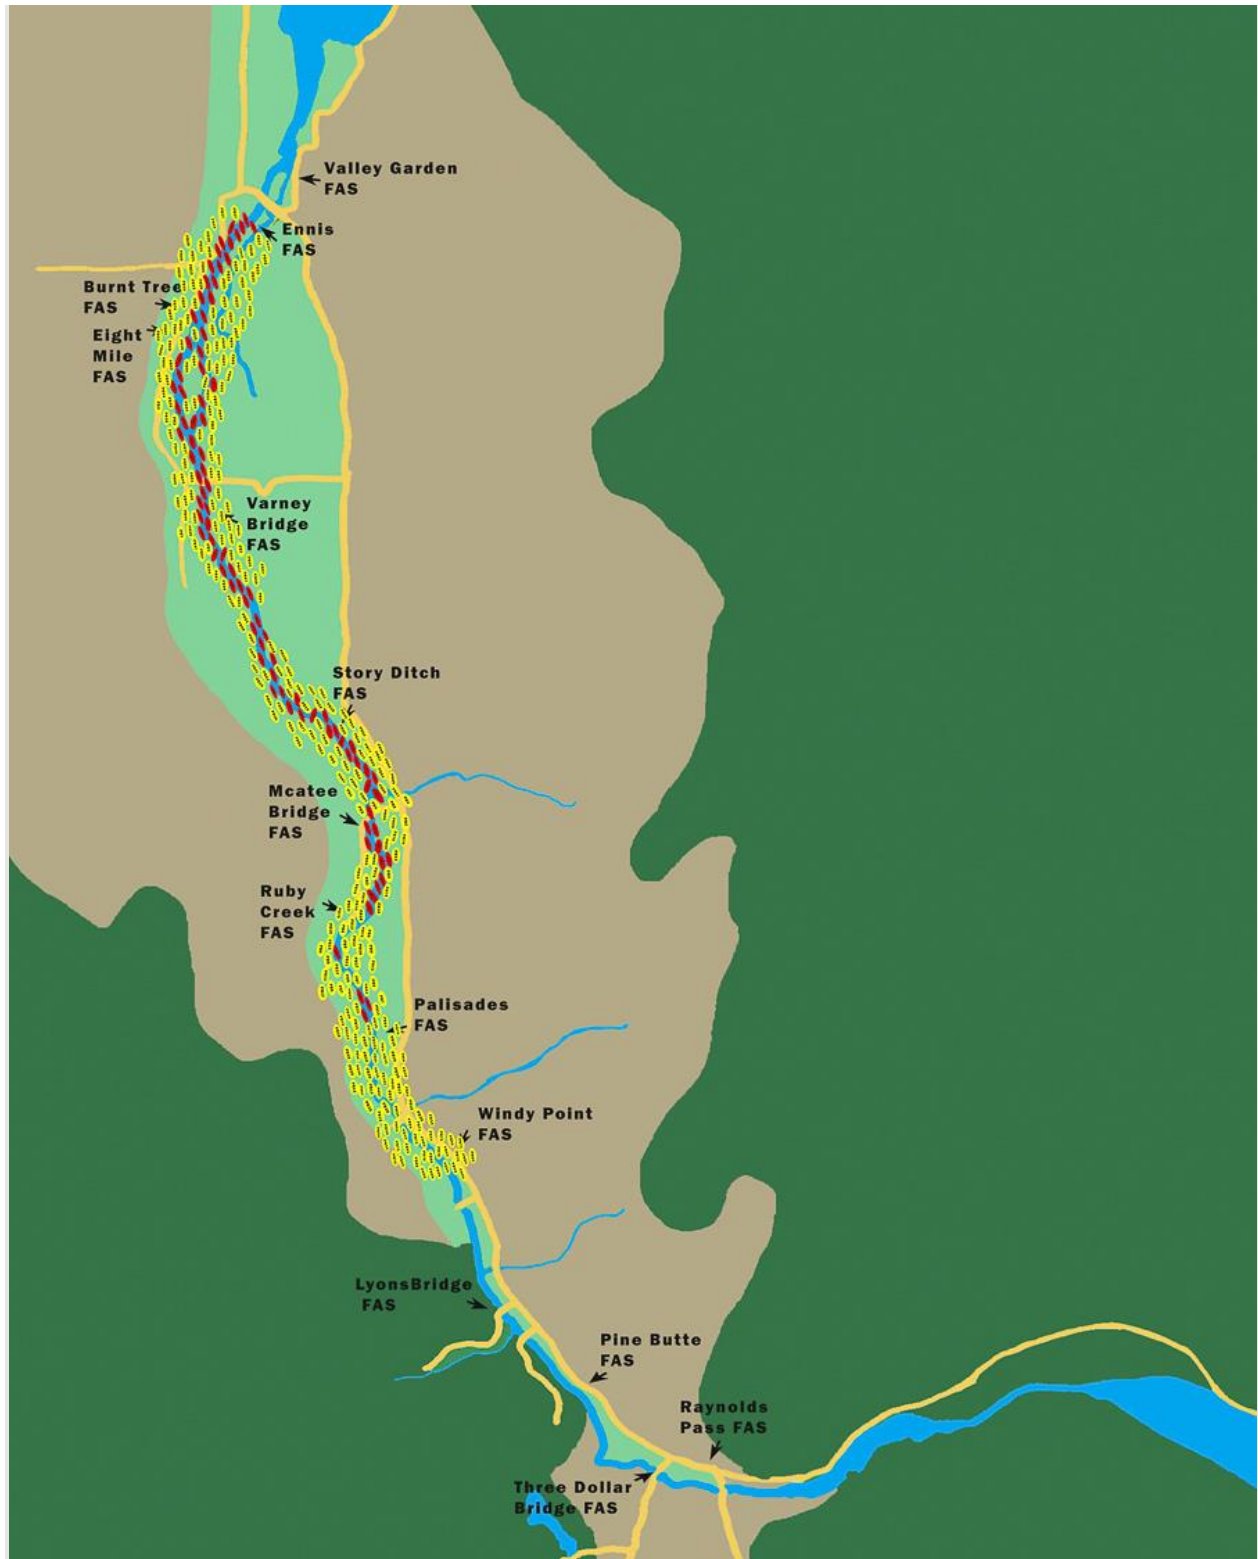 Valley Garden
FAS
Ennis
FAS
Burnt Tree
FAS
Eight
Mile
FAS
Varney
Bridge
FAS
Story Ditch
FAS
Mcatee
Bridge
FAS
Ruby
Creek
FAS
Palisades
FAS
Windy Point
FAS
LyonsBridge
FAS
Pine Butte
FAS
Raynolds
Pass FAS
Three Dollar
Bridge FAS